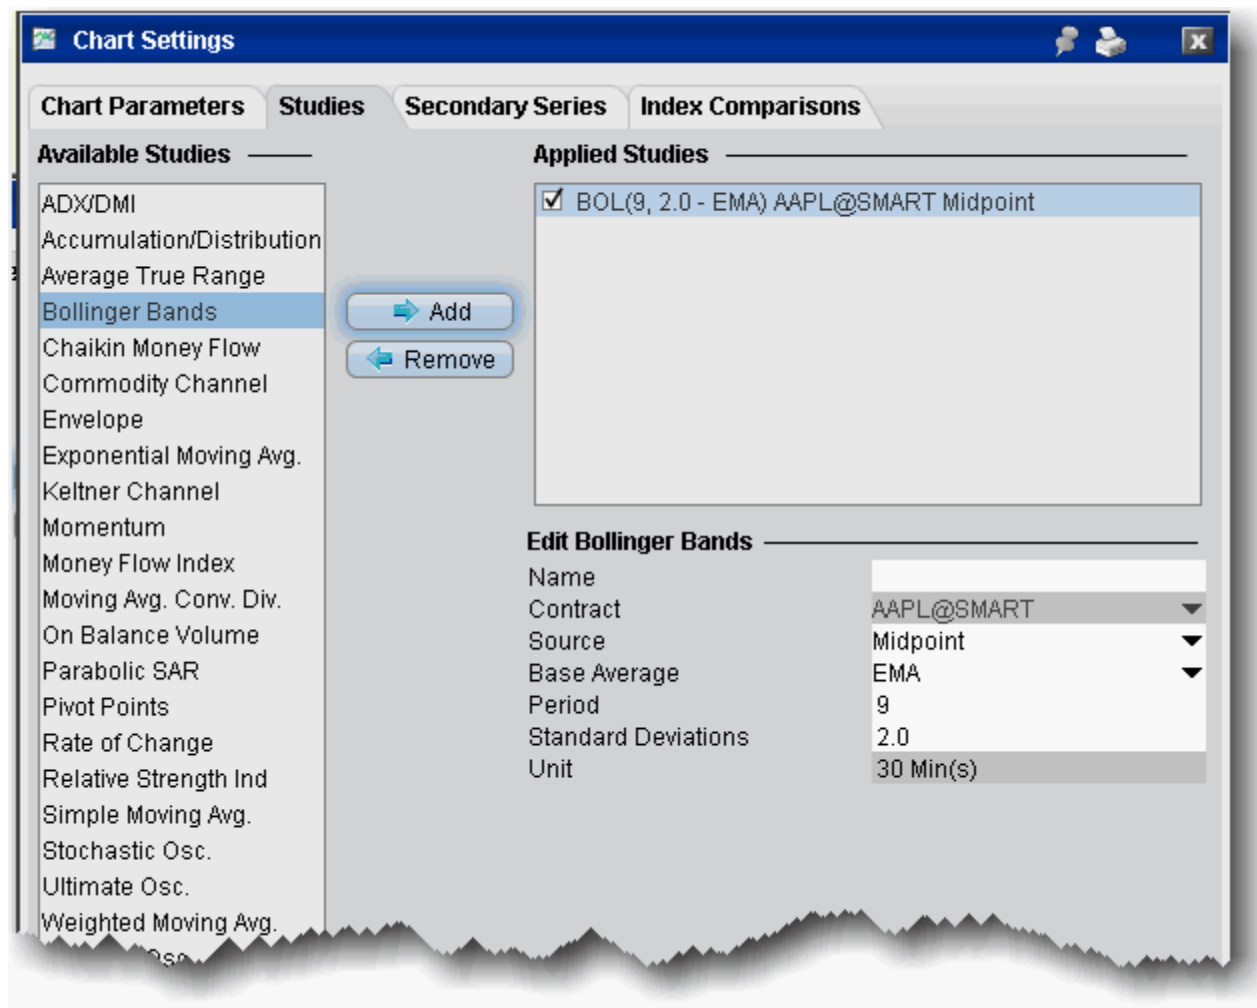 Chart Settings
Chart Parameters Studies Secondary Series Index Comparisons
Available Studies
ADX/DMI
Accumulation/Distribution
Average True Range
Bollinger Bands
Chaikin Money Flow
Commodity Channel
Envelope
Exponential Moving Avg.
Keltner Channel
Momentum
Money Flow Index
Moving Avg. Conv. Div.
On Balance Volume
Parabolic SAR
Pivot Points
Rate of Change
Relative Strength Ind
Simple Moving Avg.
Stochastic Osc.
Ultimate Osc.
Weighted Moving Avg.
Add
Remove
Applied Studies
BOL(9, 2.0 - EMA) AAPL@SMART Midpoint
Edit Bollinger Bands
Name
Contract AAPL@SMART
Source Midpoint
Base Average EMA
Period 9
Standard Deviations 2.0
Unit 30 Min(s)